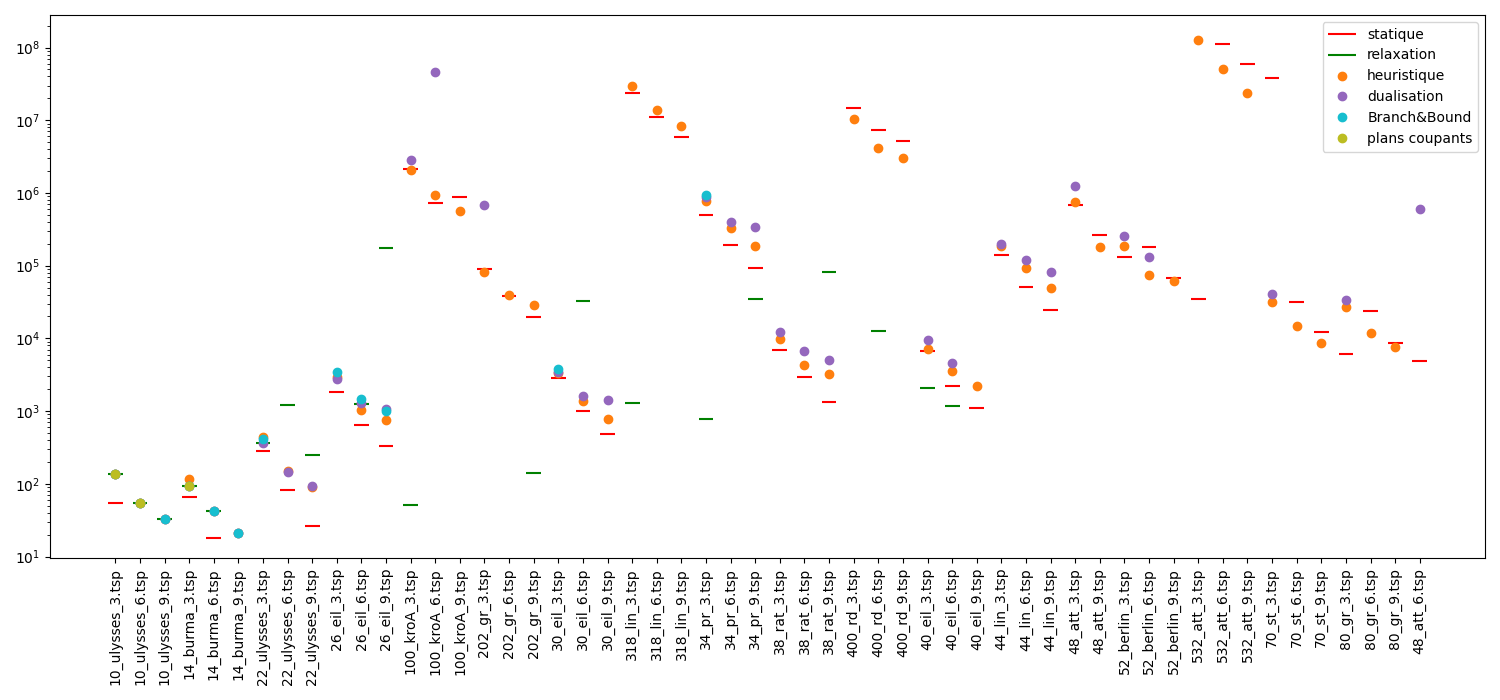 10⁸
10⁷
10⁶
10⁵
10⁴
10³
10²
10¹
statique
relaxation
heuristique
dualisation
Branch&Bound
plans coupants
10_ulysses_3.tsp
10_ulysses_6.tsp
10_ulysses_9.tsp
14_burma_3.tsp
14_burma_6.tsp
14_burma_9.tsp
22_ulysses_3.tsp
22_ulysses_6.tsp
22_ulysses_9.tsp
26_eil_3.tsp
26_eil_6.tsp
26_eil_9.tsp
100_kroA_3.tsp
100_kroA_6.tsp
100_kroA_9.tsp
202_gr_3.tsp
202_gr_6.tsp
202_gr_9.tsp
30_eil_3.tsp
30_eil_6.tsp
30_eil_9.tsp
318_lin_3.tsp
318_lin_6.tsp
318_lin_9.tsp
34_pr_3.tsp
34_pr_6.tsp
34_pr_9.tsp
38_rat_3.tsp
38_rat_6.tsp
38_rat_9.tsp
400_rd_3.tsp
400_rd_6.tsp
400_rd_9.tsp
40_eil_3.tsp
40_eil_6.tsp
40_eil_9.tsp
44_lin_3.tsp
44_lin_6.tsp
44_lin_9.tsp
48_att_3.tsp
48_att_9.tsp
52_berlin_3.tsp
52_berlin_6.tsp
52_berlin_9.tsp
532_att_3.tsp
532_att_6.tsp
532_att_9.tsp
70_st_3.tsp
70_st_6.tsp
70_st_9.tsp
80_gr_3.tsp
80_gr_6.tsp
80_gr_9.tsp
48_att_6.tsp